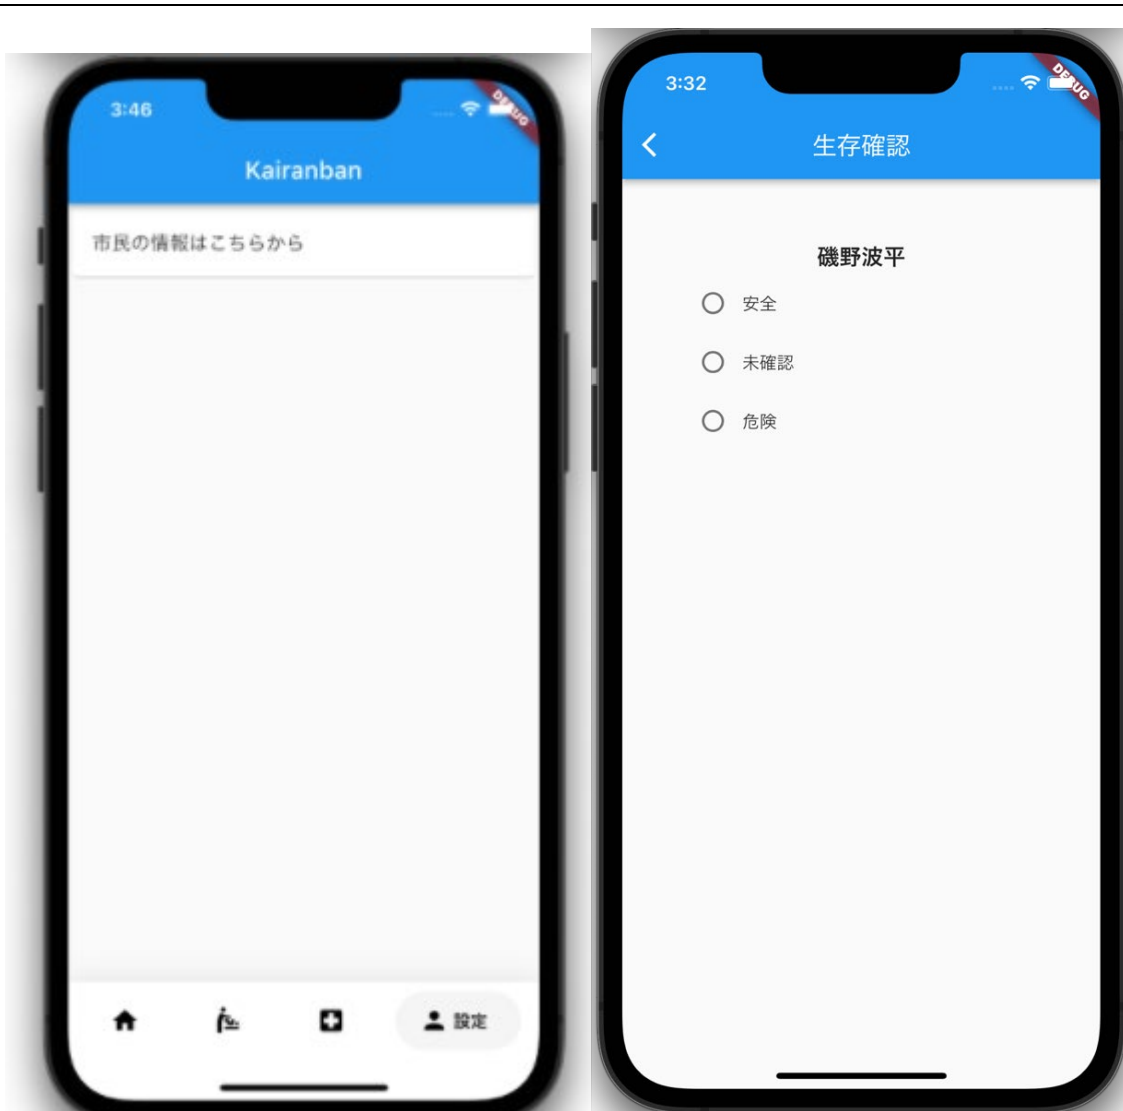 3:46
DEBUG
Kairanban
市民の情報はこちらから
設定
3:32
DEBUG
生存確認
磯野波平
安全
未確認
危険